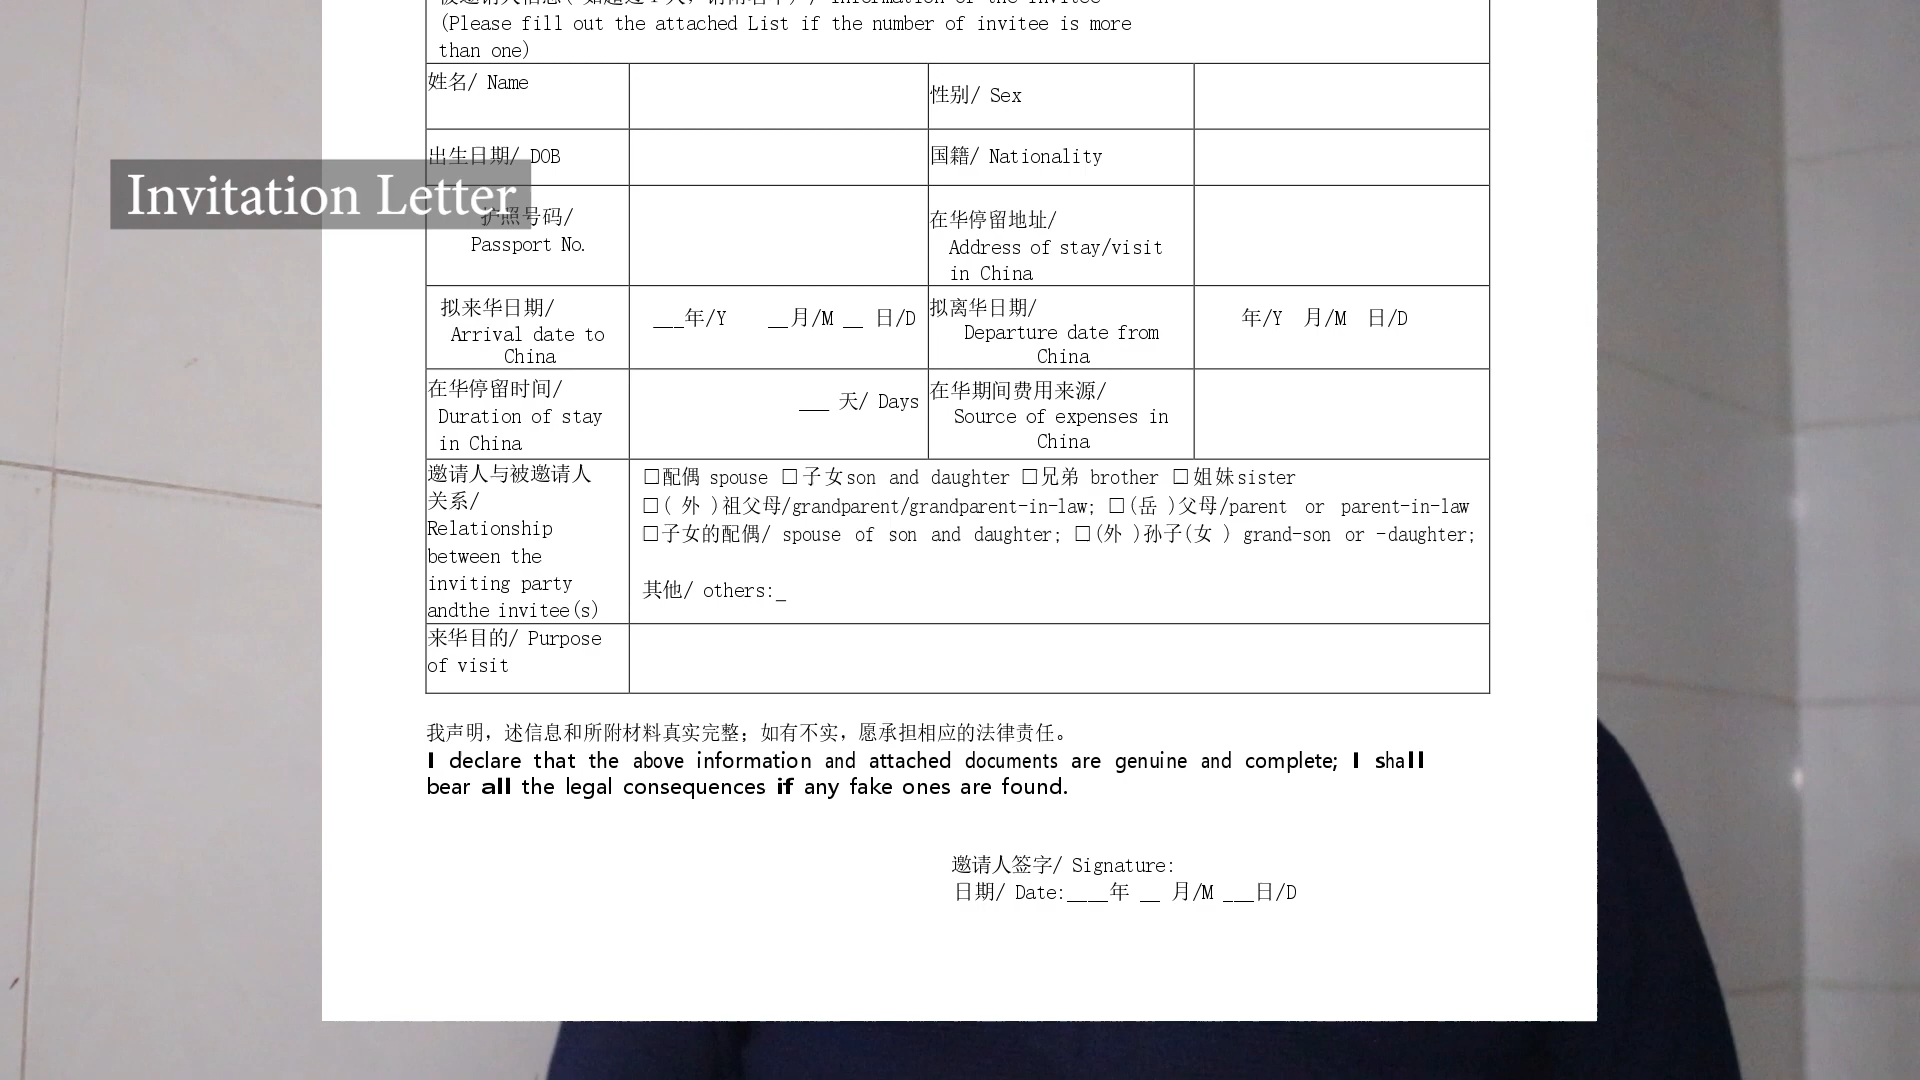 (Please fill out the attached List if the number of invitee is more
than one)
姓名/ Name
性别/ Sex
出生日期/ DOB
国籍/ Nationality
Invitation Letter
护照号码/
Passport No.
在华停留地址/
Address of stay/visit
in China
拟来华日期/
Arrival date to
China
___年/Y __月/M __ 日/D
拟离华日期/
Departure date from
China
年/Y 月/M 日/D
在华停留时间/
Duration of stay
in China
___ 天/ Days
在华期间费用来源/
Source of expenses in
China
邀请人与被邀请人
关系/
Relationship
between the
inviting party
andthe invitee(s)
□配偶 spouse □子女son and daughter □兄弟 brother □姐妹sister
□( 外 )祖父母/grandparent/grandparent-in-law; □(岳 )父母/parent or parent-in-law
□子女的配偶/ spouse of son and daughter; □(外 )孙子(女 ) grand-son or -daughter;
其他/ others:_
来华目的/ Purpose
of visit
我声明，述信息和所附材料真实完整；如有不实，愿承担相应的法律责任。
I declare that the above information and attached documents are genuine and complete; I shall
bear all the legal consequences if any fake ones are found.
邀请人签字/ Signature:
日期/ Date:____年 __ 月/M ___日/D